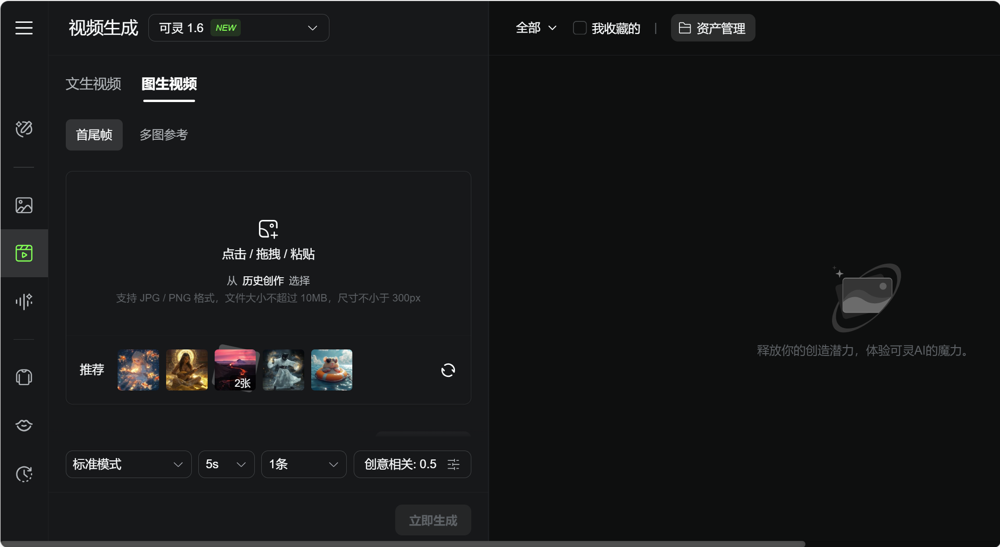 视频生成
可灵 1.6 NEW
全部
我收藏的
|
资产管理
文生视频
图生视频
首尾帧
多图参考
点击 / 拖拽 / 粘贴
从 历史创作 选择
支持 JPG / PNG 格式，文件大小不超过 10MB，尺寸不小于 300px
推荐
2张
标准模式
5s
1条
创意相关: 0.5
立即生成
释放你的创造潜力，体验可灵AI的魔力。